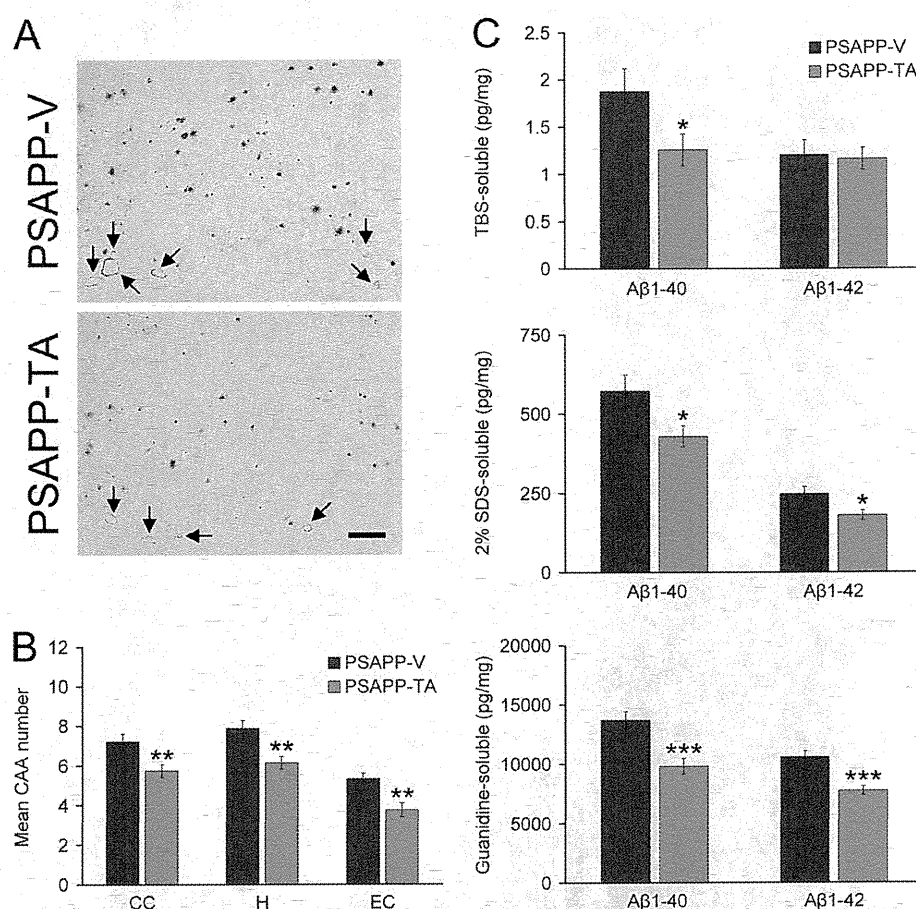 A
PSAPP-V
PSAPP-TA
B
Mean CAA number
12
10
8
6
4
2
0
PSAPP-V
PSAPP-TA
**
**
**
CC
H
EC
C
TBS-soluble (pg/mg)
2.5
2
1.5
1
0.5
0
PSAPP-V
PSAPP-TA
*
Aβ1-40
Aβ1-42
2% SDS-soluble (pg/mg)
750
500
250
0
*
*
Aβ1-40
Aβ1-42
Guanidine-soluble (pg/mg)
20000
15000
10000
5000
0
***
***
Aβ1-40
Aβ1-42